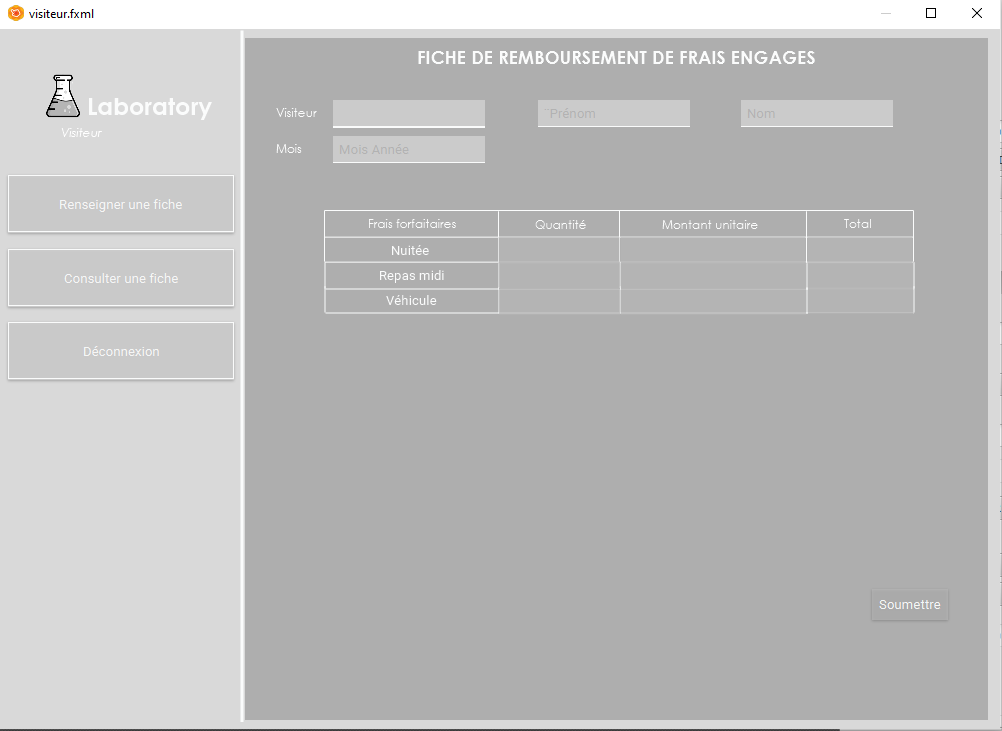 visiteur.fxml
FICHE DE REMBOURSEMENT DE FRAIS ENGAGES
Laboratory
Visiteur
Visiteur
Prénom
Nom
Mois
Mois Année
Renseigner une fiche
Consulter une fiche
Déconnexion
Frais forfaitaires Quantité Montant unitaire Total
Nuitée
Repas midi
Véhicule
Soumettre